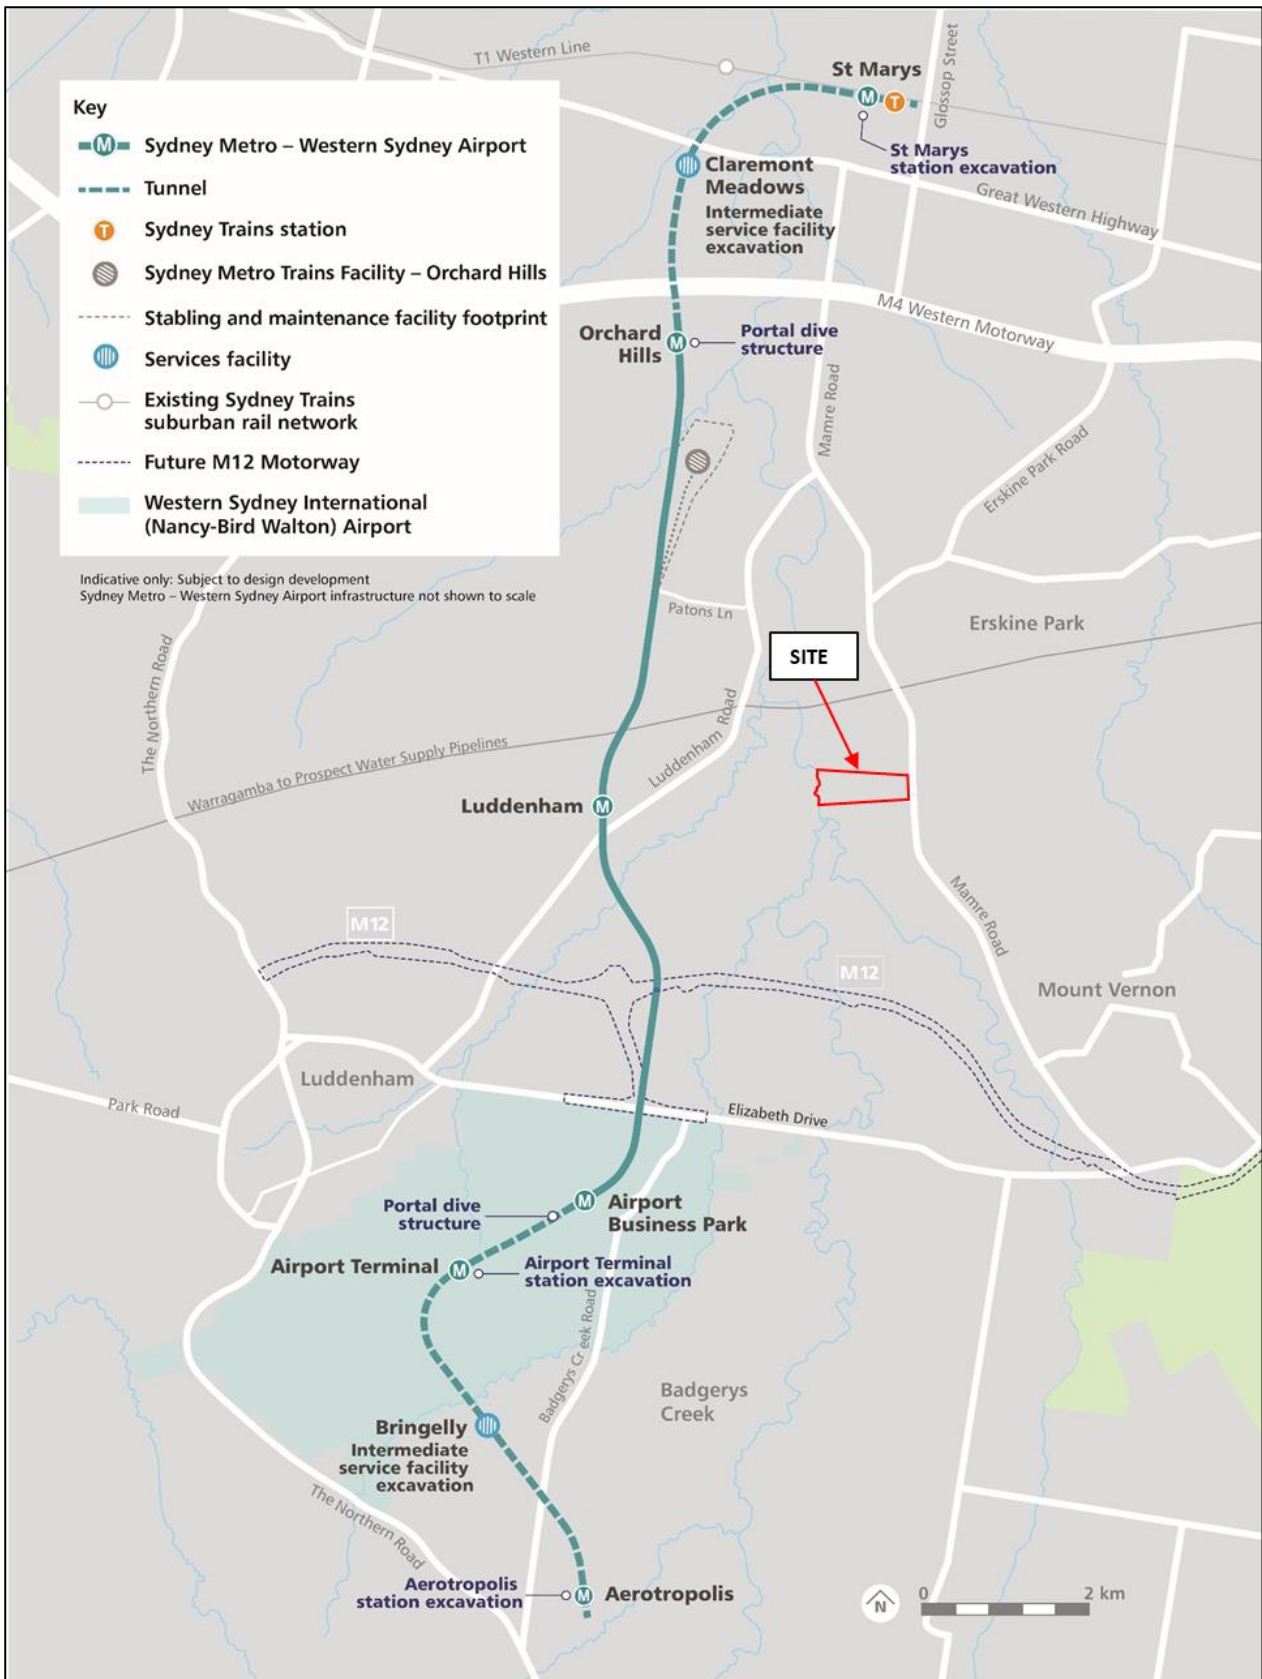 T1 Western Line
St Marys
M
T
Glossop Street
St Marys
station excavation
Key
M
Sydney Metro – Western Sydney Airport
Tunnel
T
Sydney Trains station
Sydney Metro Trains Facility – Orchard Hills
Stabling and maintenance facility footprint
Services facility
Existing Sydney Trains
suburban rail network
Future M12 Motorway
Western Sydney International
(Nancy-Bird Walton) Airport
Indicative only: Subject to design development
Sydney Metro – Western Sydney Airport infrastructure not shown to scale
Claremont
Meadows
Intermediate
service facility
excavation
Great Western Highway
M4 Western Motorway
Orchard
Hills
M
Portal dive
structure
Mamre Road
Erskine Park Road
Patons Ln
Erskine Park
SITE
The Northern Road
Luddenham Road
Warragamba to Prospect Water Supply Pipelines
Luddenham
M
Mamre Road
M12
M12
Mount Vernon
Luddenham
Park Road
Elizabeth Drive
Portal dive
structure
M
Airport
Business Park
Airport Terminal
M
Airport Terminal
station excavation
Badgerys Cr eek Road
Badgerys
Creek
Bringelly
Intermediate
service facility
excavation
The Northern Road
Aerotropolis
station excavation
M
Aerotropolis
N
0
2 km